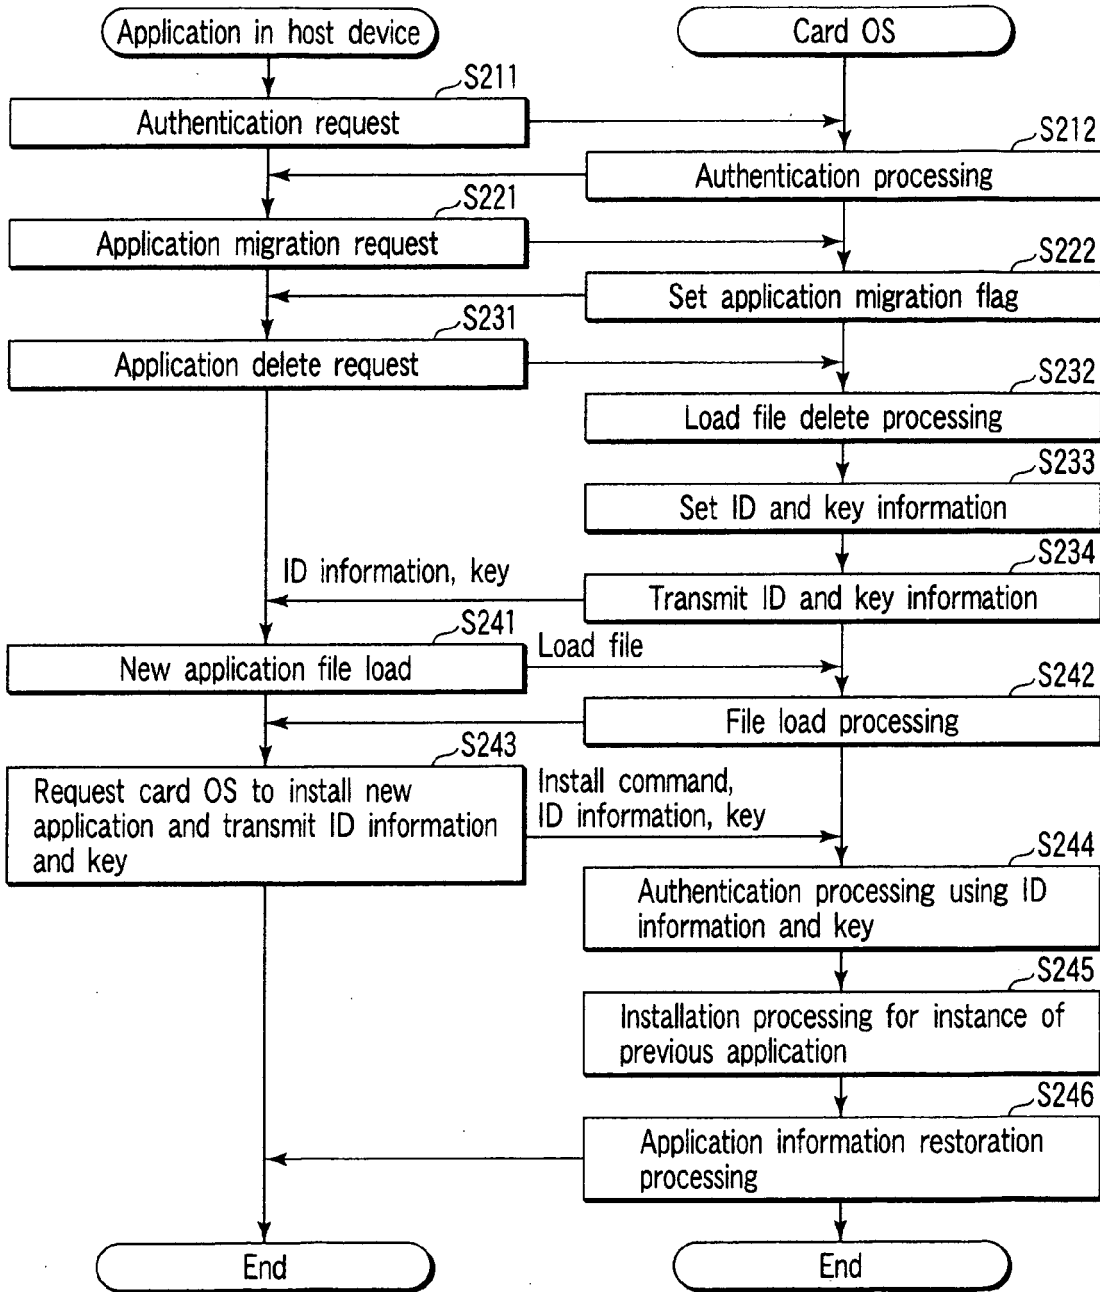 Application in host device
Card OS
S211
Authentication request
S212
Authentication processing
S221
Application migration request
S222
Set application migration flag
S231
Application delete request
S232
Load file delete processing
S233
Set ID and key information
S234
ID information, key
Transmit ID and key information
S241
New application file load
Load file
S242
File load processing
S243
Request card OS to install new
application and transmit ID information
and key
Install command,
ID information, key
S244
Authentication processing using ID
information and key
S245
Installation processing for instance of
previous application
S246
Application information restoration
processing
End
End